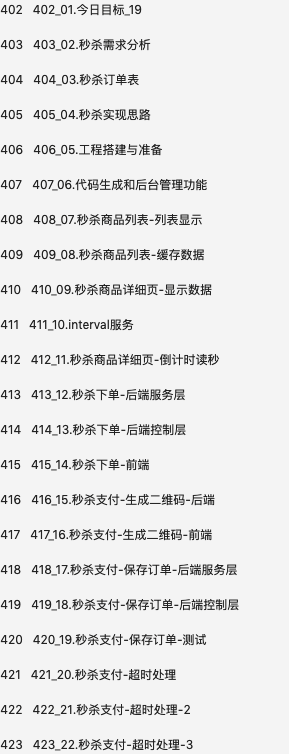 402 402_01.今日目标_19
403 403_02.秒杀需求分析
404 404_03.秒杀订单表
405 405_04.秒杀实现思路
406 406_05.工程搭建与准备
407 407_06.代码生成和后台管理功能
408 408_07.秒杀商品列表-列表显示
409 409_08.秒杀商品列表-缓存数据
410 410_09.秒杀商品详细页-显示数据
411 411_10.interval服务
412 412_11.秒杀商品详细页-倒计时读秒
413 413_12.秒杀下单-后端服务层
414 414_13.秒杀下单-后端控制层
415 415_14.秒杀下单-前端
416 416_15.秒杀支付-生成二维码-后端
417 417_16.秒杀支付-生成二维码-前端
418 418_17.秒杀支付-保存订单-后端服务层
419 419_18.秒杀支付-保存订单-后端控制层
420 420_19.秒杀支付-保存订单-测试
421 421_20.秒杀支付-超时处理
422 422_21.秒杀支付-超时处理-2
423 423_22.秒杀支付-超时处理-3